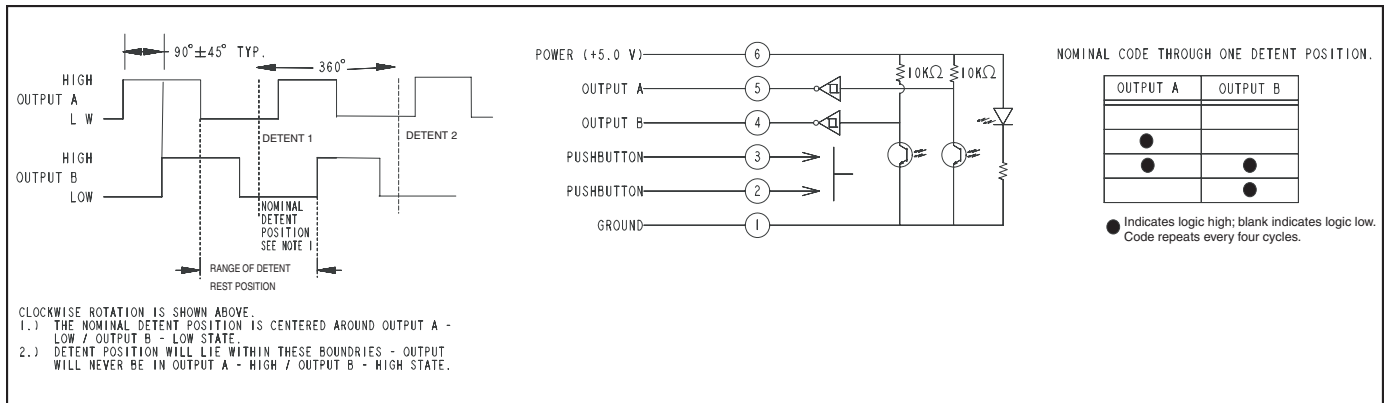 90°±45° TYP.
360°
HIGH
OUTPUT A
L W
DETENT 1
DETENT 2
HIGH
OUTPUT B
LOW
NOMINAL
DETENT
POSITION
SEE NOTE 1
RANGE OF DETENT
REST POSITION
CLOCKWISE ROTATION IS SHOWN ABOVE.
1.) THE NOMINAL DETENT POSITION IS CENTERED AROUND OUTPUT A -
LOW / OUTPUT B - LOW STATE.
2.) DETENT POSITION WILL LIE WITHIN THESE BOUNDRIES - OUTPUT
WILL NEVER BE IN OUTPUT A - HIGH / OUTPUT B - HIGH STATE.
POWER (+5.0 V) 6
10KΩ 10KΩ
OUTPUT A 5
OUTPUT B 4
PUSHBUTTON 3
PUSHBUTTON 2
GROUND 1
NOMINAL CODE THROUGH ONE DETENT POSITION.
OUTPUT A OUTPUT B
Indicates logic high; blank indicates logic low.
Code repeats every four cycles.